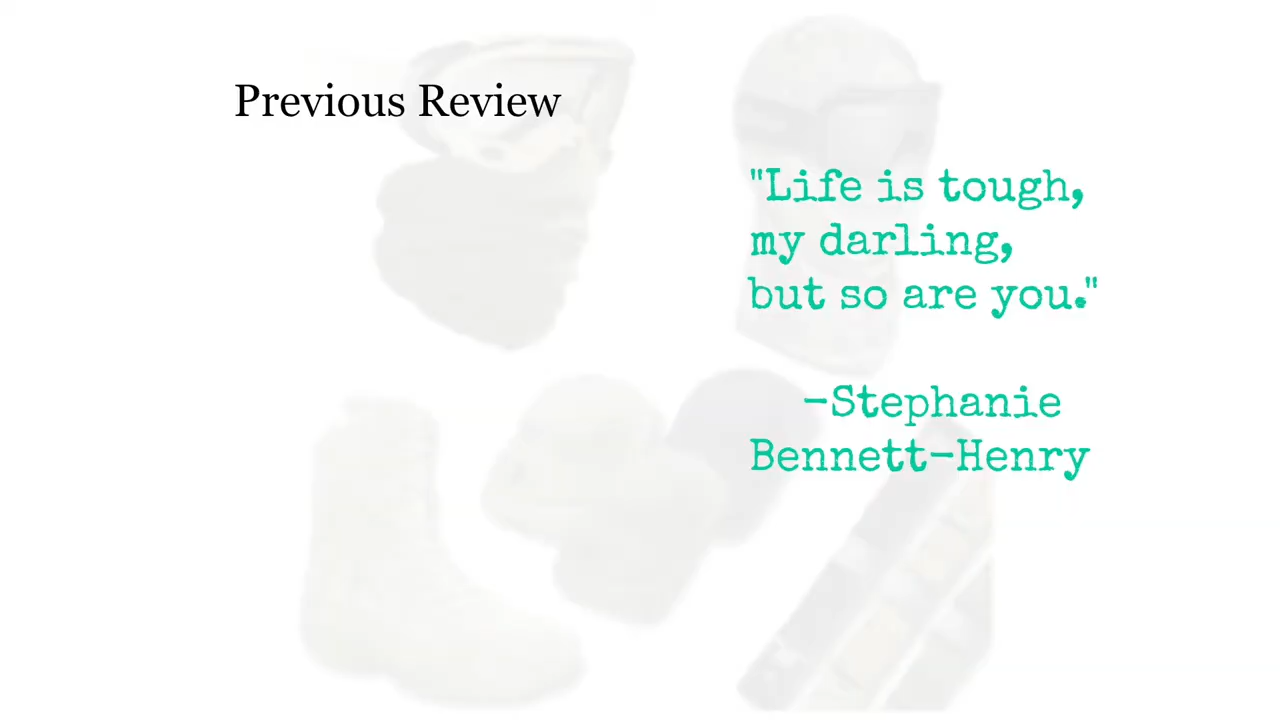 Previous Review
"Life is tough,
my darling,
but so are you."
-Stephanie
Bennett-Henry